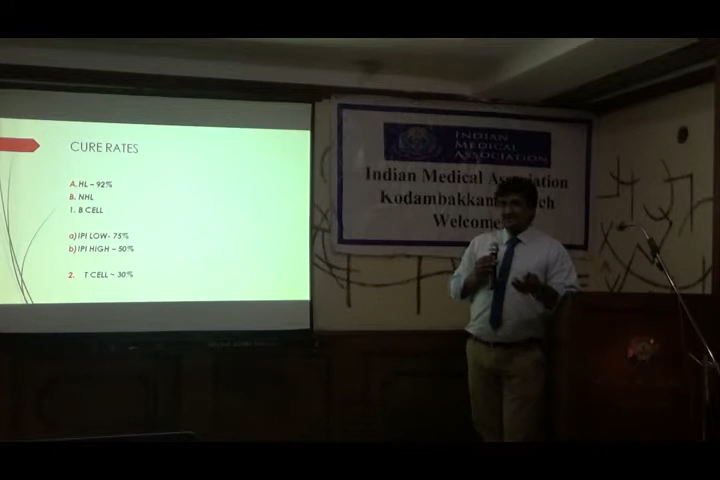 CURE RATES
A. HL – 92%
B. NHL
1. B CELL
a) IPI LOW- 75%
b) IPI HIGH – 50%
2. T CELL ~ 30%
INDIAN
MEDICAL
ASSOCIATION
Indian Medical Association
Kodambakkam
Welcomes